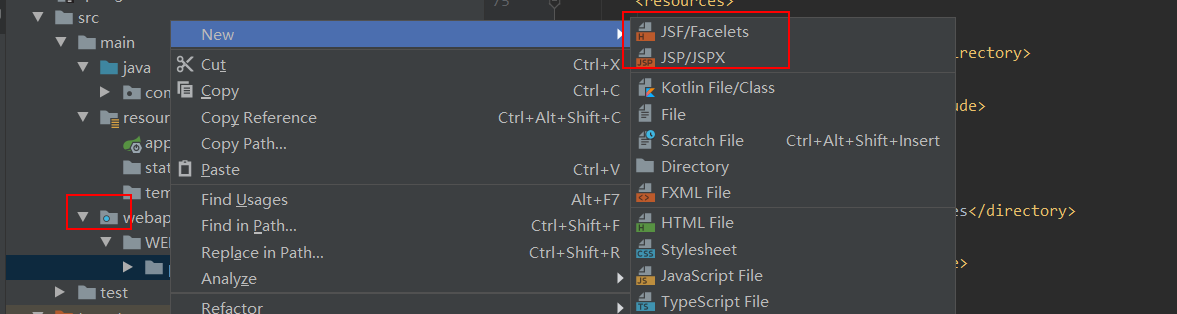 75
<resources>
src
main
java
com
resour
app
stat
tem
webap
WE
test
New
Cut Ctrl+X
Copy Ctrl+C
Copy Reference Ctrl+Alt+Shift+C
Copy Path...
Paste Ctrl+V
Find Usages Alt+F7
Find in Path... Ctrl+Shift+F
Replace in Path... Ctrl+Shift+R
Analyze
Refactor
JSF/Facelets
JSP/JSPX
Kotlin File/Class
File
Scratch File Ctrl+Alt+Shift+Insert
Directory
FXML File
HTML File
Stylesheet
JavaScript File
TypeScript File
irectory>
ude>
es</directory>
e>